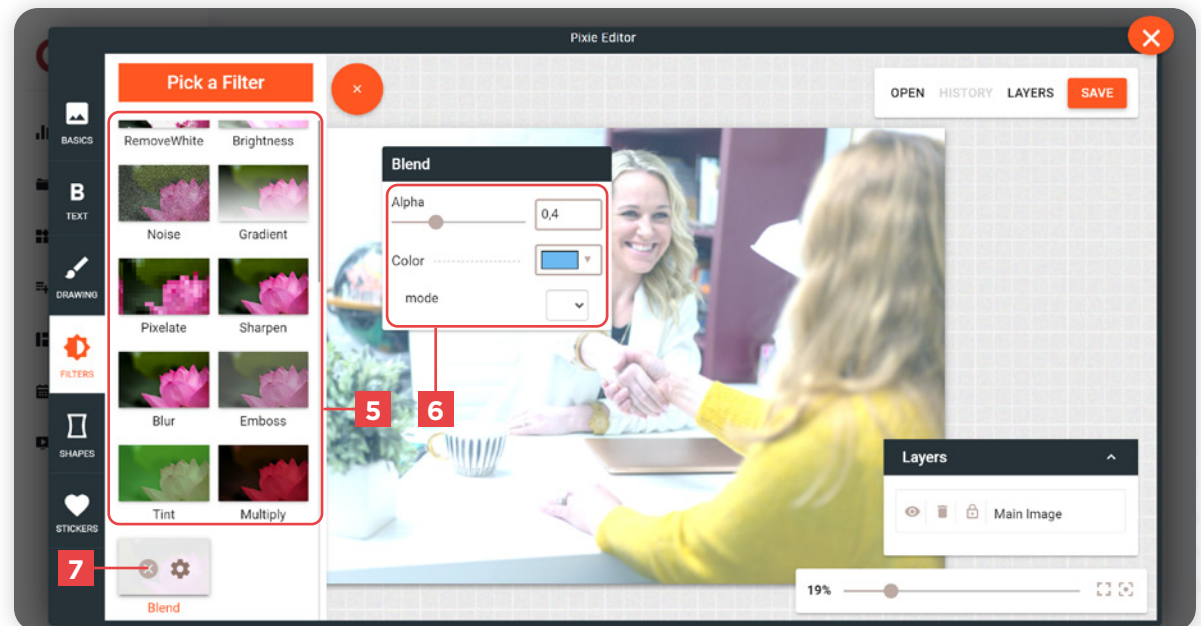 Pixie Editor
BASICS
B
TEXT
DRAWING
FILTERS
SHAPES
STICKERS
Pick a Filter
RemoveWhite Brightness
Noise Gradient
Pixelate Sharpen
Blur Emboss
Tint Multiply
Blend
5
6
7
Blend
Alpha 0,4
Color
mode
OPEN HISTORY LAYERS SAVE
Layers
Main Image
19%